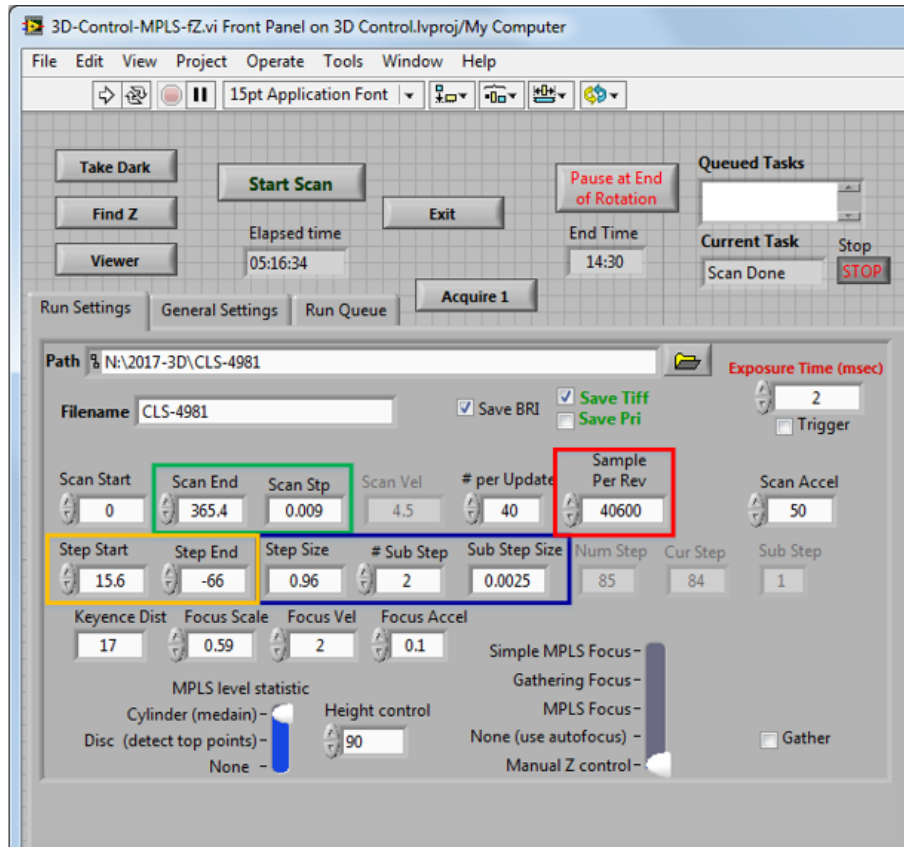 3D-Control-MPLS-fZ.vi Front Panel on 3D Control.lvproj/My Computer
File Edit View Project Operate Tools Window Help
15pt Application Font
Take Dark
Start Scan
Pause at End
of Rotation
Queued Tasks
Find Z
Exit
Elapsed time
End Time
Current Task
Stop
Viewer
05:16:34
14:30
Scan Done
STOP
Acquire 1
Run Settings General Settings Run Queue
Path N:\2017-3D\CLS-4981
Exposure Time (msec)
2
Filename CLS-4981
Save BRI
Save Tiff
Save Pri
Trigger
Scan Start Scan End Scan Stp Scan Vel # per Update Sample Per Rev Scan Accel
0 365.4 0.009 4.5 40 40600 50
Step Start Step End Step Size # Sub Step Sub Step Size Num Step Cur Step Sub Step
15.6 -66 0.96 2 0.0025 85 84 1
Keyence Dist Focus Scale Focus Vel Focus Accel
17 0.59 2 0.1
MPLS level statistic
Cylinder (medain)
Disc (detect top points)
None
Height control
90
Simple MPLS Focus
Gathering Focus
MPLS Focus
None (use autofocus)
Manual Z control
Gather